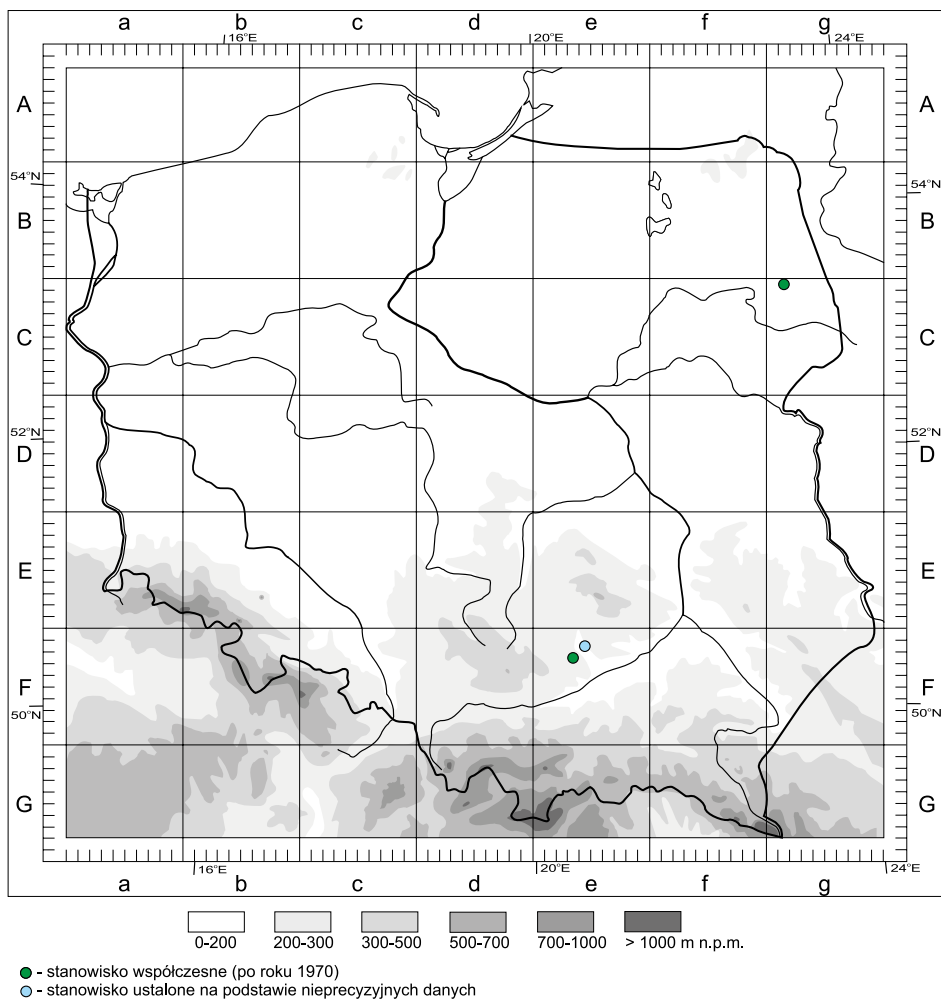 a b c d e f g
16°E 20°E 24°E
A A
54°N 54°N
B B
C C
52°N 52°N
D D
E E
F F
50°N 50°N
G G
16°E 20°E 24°E
a b c d e f g
0-200 200-300 300-500 500-700 700-1000 > 1000 m n.p.m.
- stanowisko współczesne (po roku 1970)
- stanowisko ustalone na podstawie nieprecyzyjnych danych